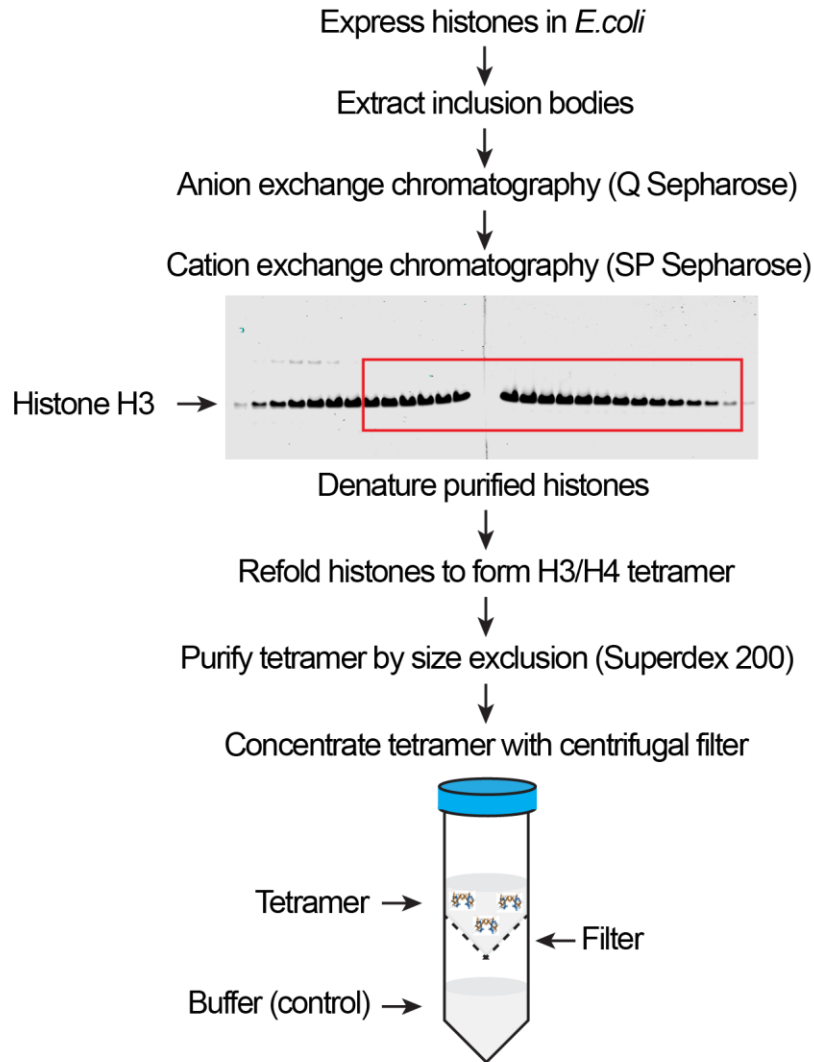 Express histones in E.coli
Extract inclusion bodies
Anion exchange chromatography (Q Sepharose)
Cation exchange chromatography (SP Sepharose)
Histone H3
Denature purified histones
Refold histones to form H3/H4 tetramer
Purify tetramer by size exclusion (Superdex 200)
Concentrate tetramer with centrifugal filter
Tetramer
Filter
Buffer (control)